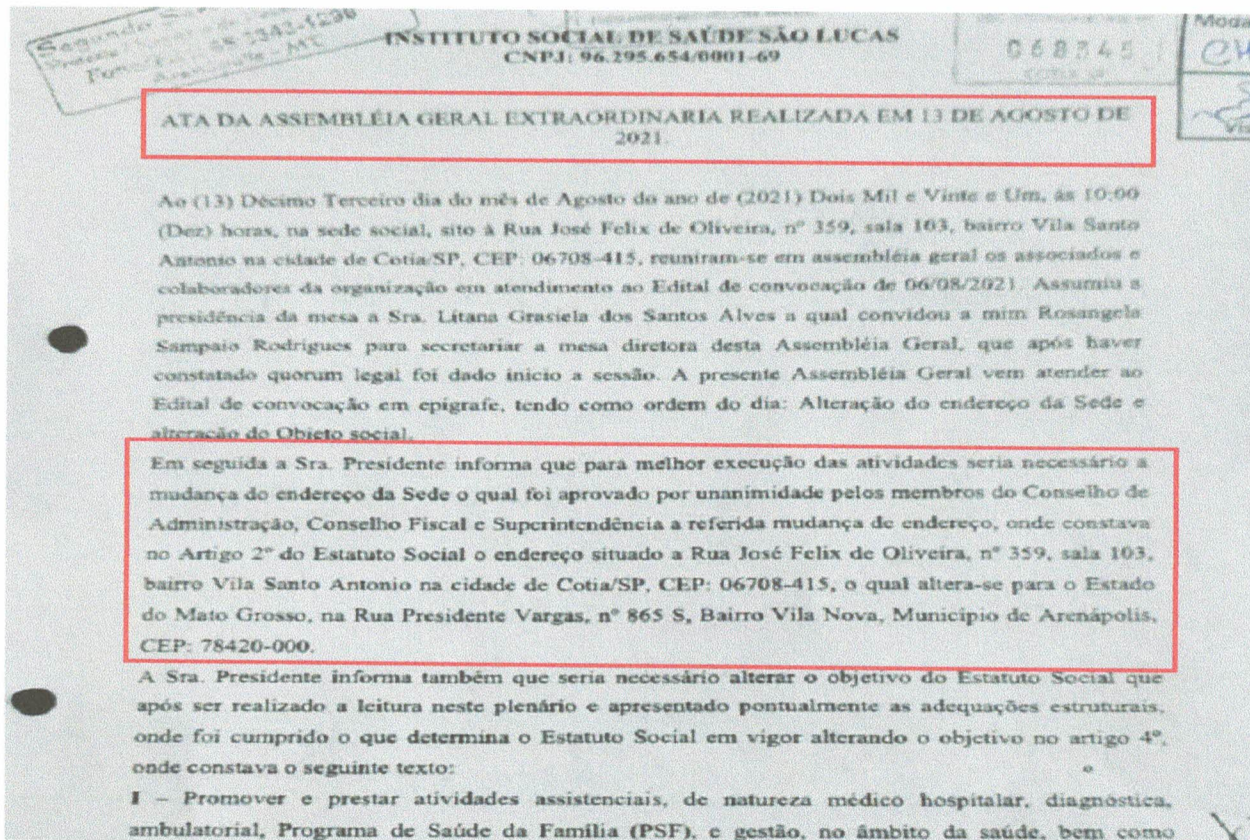 Segundo
3343-1236
Arenápolis - MT
INSTITUTO SOCIAL DE SAÚDE SÃO LUCAS
CNPJ: 96.295.654/0001-69
068345
COTIA
Moda
Vis
ATA DA ASSEMBLÉIA GERAL EXTRAORDINARIA REALIZADA EM 13 DE AGOSTO DE
2021.
Ao (13) Décimo Terceiro dia do mês de Agosto do ano de (2021) Dois Mil e Vinte e Um, às 10:00
(Dez) horas, na sede social, sito à Rua José Felix de Oliveira, nº 359, sala 103, bairro Vila Santo
Antonio na cidade de Cotia/SP, CEP: 06708-415, reuniram-se em assembléia geral os associados e
colaboradores da organização em atendimento ao Edital de convocação de 06/08/2021. Assumiu a
presidência da mesa a Sra. Litana Grasiela dos Santos Alves a qual convidou a mim Rosangela
Sampaio Rodrigues para secretariar a mesa diretora desta Assembléia Geral, que após haver
constatado quorum legal foi dado inicio a sessão. A presente Assembléia Geral vem atender ao
Edital de convocação em epígrafe, tendo como ordem do dia: Alteração do endereço da Sede e
alteração do Objeto social.
Em seguida a Sra. Presidente informa que para melhor execução das atividades seria necessário a
mudança do endereço da Sede o qual foi aprovado por unanimidade pelos membros do Conselho de
Administração, Conselho Fiscal e Superintendência a referida mudança de endereço, onde constava
no Artigo 2º do Estatuto Social o endereço situado a Rua José Felix de Oliveira, nº 359, sala 103,
bairro Vila Santo Antonio na cidade de Cotia/SP, CEP: 06708-415, o qual altera-se para o Estado
do Mato Grosso, na Rua Presidente Vargas, nº 865 S, Bairro Vila Nova, Município de Arenápolis,
CEP: 78420-000.
A Sra. Presidente informa também que seria necessário alterar o objetivo do Estatuto Social que
após ser realizado a leitura neste plenário e apresentado pontualmente as adequações estruturais,
onde foi cumprido o que determina o Estatuto Social em vigor alterando o objetivo no artigo 4º,
onde constava o seguinte texto:
I – Promover e prestar atividades assistenciais, de natureza médico hospitalar, diagnóstica,
ambulatorial, Programa de Saúde da Família (PSF), e gestão, no âmbito da saúde, bem como